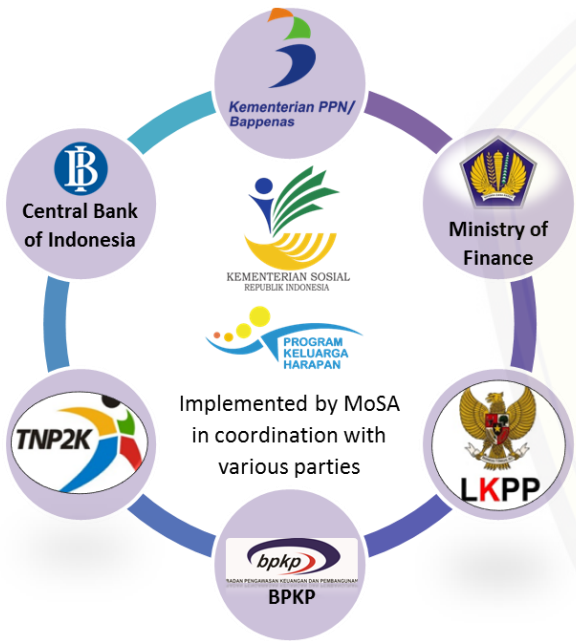 Kementerian PPN/
Bappenas
Central Bank
of Indonesia
Ministry of
Finance
KEMENTERIAN SOSIAL
REPUBLIK INDONESIA
PROGRAM
KELUARGA
HARAPAN
Implemented by MoSA
in coordination with
various parties
TNP2K
LKPP
bpkp
BADAN PENGAWASAN KEUANGAN DAN PEMBANGUNAN
BPKP